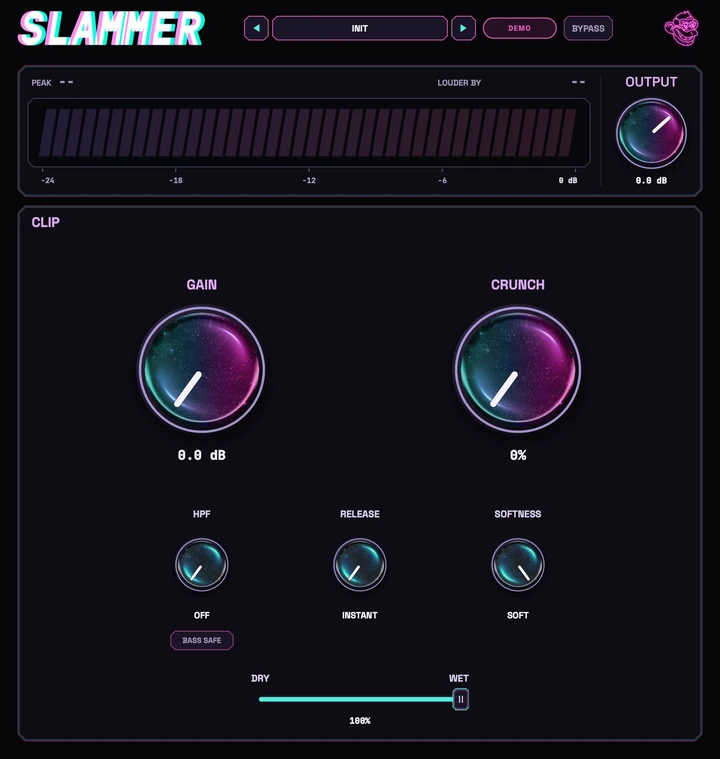 SLAMMER
INIT
DEMO
BYPASS
PEAK --
LOUDER BY --
OUTPUT
-24 -18 -12 -6 0 dB
0.0 dB
CLIP
GAIN CRUNCH
0.0 dB 0%
HPF RELEASE SOFTNESS
OFF INSTANT SOFT
BASS SAFE
DRY WET
100%